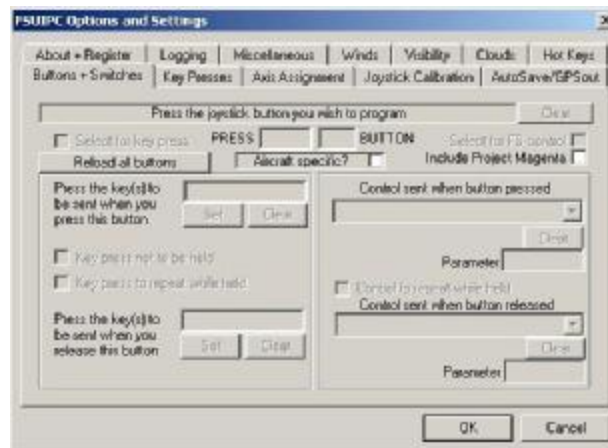 FSUIPC Options and Settings
About + Register Logging Miscellaneous Winds Visibility Clouds Hot Keys
Buttons + Switches Key Presses Axis Assignment Joystick Calibration AutoSave/GPSout
Press the joystick button you wish to program Clear
Select for key press PRESS BUTTON Select for FS control
Reload all buttons Aircraft specific? Include Project Magenta
Press the key(s) to
be sent when you
press this button
Set Clear
Key press not to be held
Key press to repeat while held
Press the key(s) to
be sent when you
release this button
Set Clear
Control sent when button pressed
Clear
Parameter
Control to repeat while held
Control sent when button released
Clear
Parameter
OK Cancel